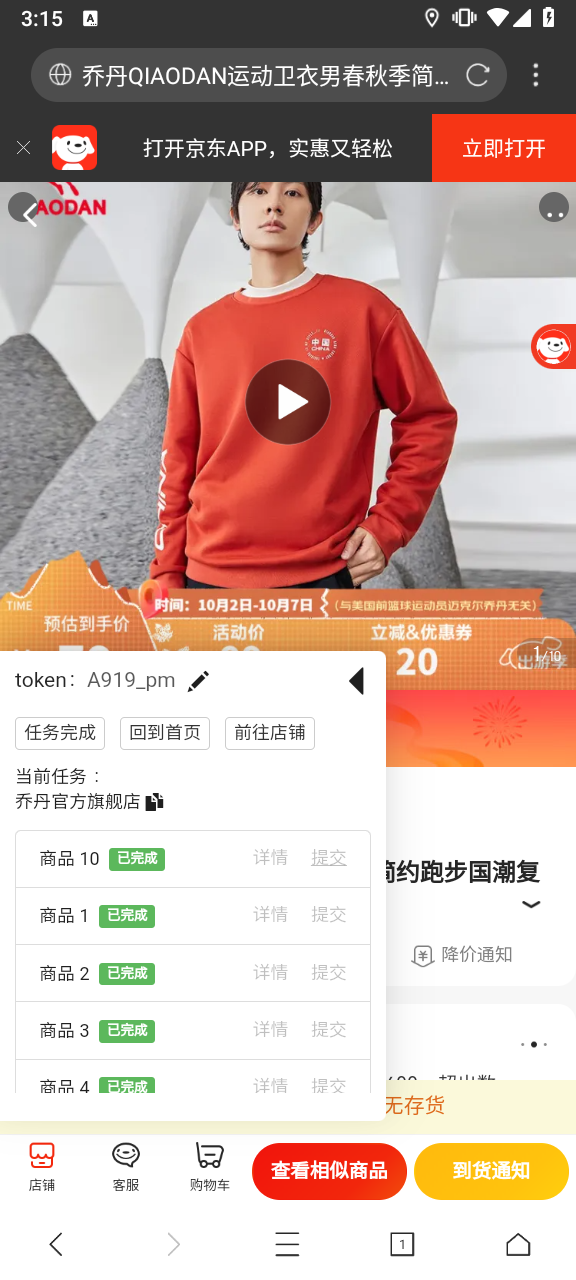 3:15 A
乔丹QIAODAN运动卫衣男春秋季简...
打开京东APP，实惠又轻松 立即打开
AODAN
中国
CHINA
TIME
时间：10月2日-10月7日 (与美国前篮球运动员迈克尔乔丹无关)
预估到手价 活动价 立减&优惠券
20
出游季
1/10
token： A919_pm
任务完成 回到首页 前往店铺
当前任务：
乔丹官方旗舰店
商品 10 已完成 详情 提交
商品 1 已完成 详情 提交
商品 2 已完成 详情 提交
商品 3 已完成 详情 提交
商品 4 已完成 详情 提交
简约跑步国潮复
降价通知
无存货
店铺 客服 购物车 查看相似商品 到货通知
1